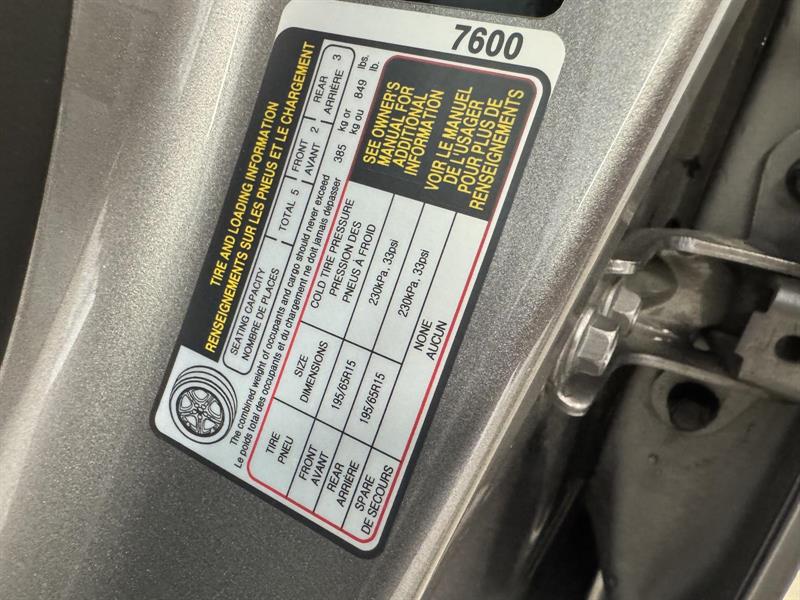 7600
TIRE AND LOADING INFORMATION
RENSEIGNEMENTS SUR LES PNEUS ET LE CHARGEMENT
SEATING CAPACITY
NOMBRE DE PLACES
TOTAL 5
FRONT
AVANT 2
REAR
ARRIÈRE 3
The combined weight of occupants and cargo should never exceed 385 kg or 849 lbs.
Le poids total des occupants et du chargement ne doit jamais dépasser kg ou lb.
TIRE
PNEU
SIZE
DIMENSIONS
COLD TIRE PRESSURE
PRESSION DES
PNEUS À FROID
FRONT
AVANT
195/65R15
230kPa, 33psi
REAR
ARRIÈRE
195/65R15
230kPa, 33psi
SPARE
DE SECOURS
NONE
AUCUN
SEE OWNER'S
MANUAL FOR
ADDITIONAL
INFORMATION
VOIR LE MANUEL
DE L'USAGER
POUR PLUS DE
RENSEIGNEMENTS